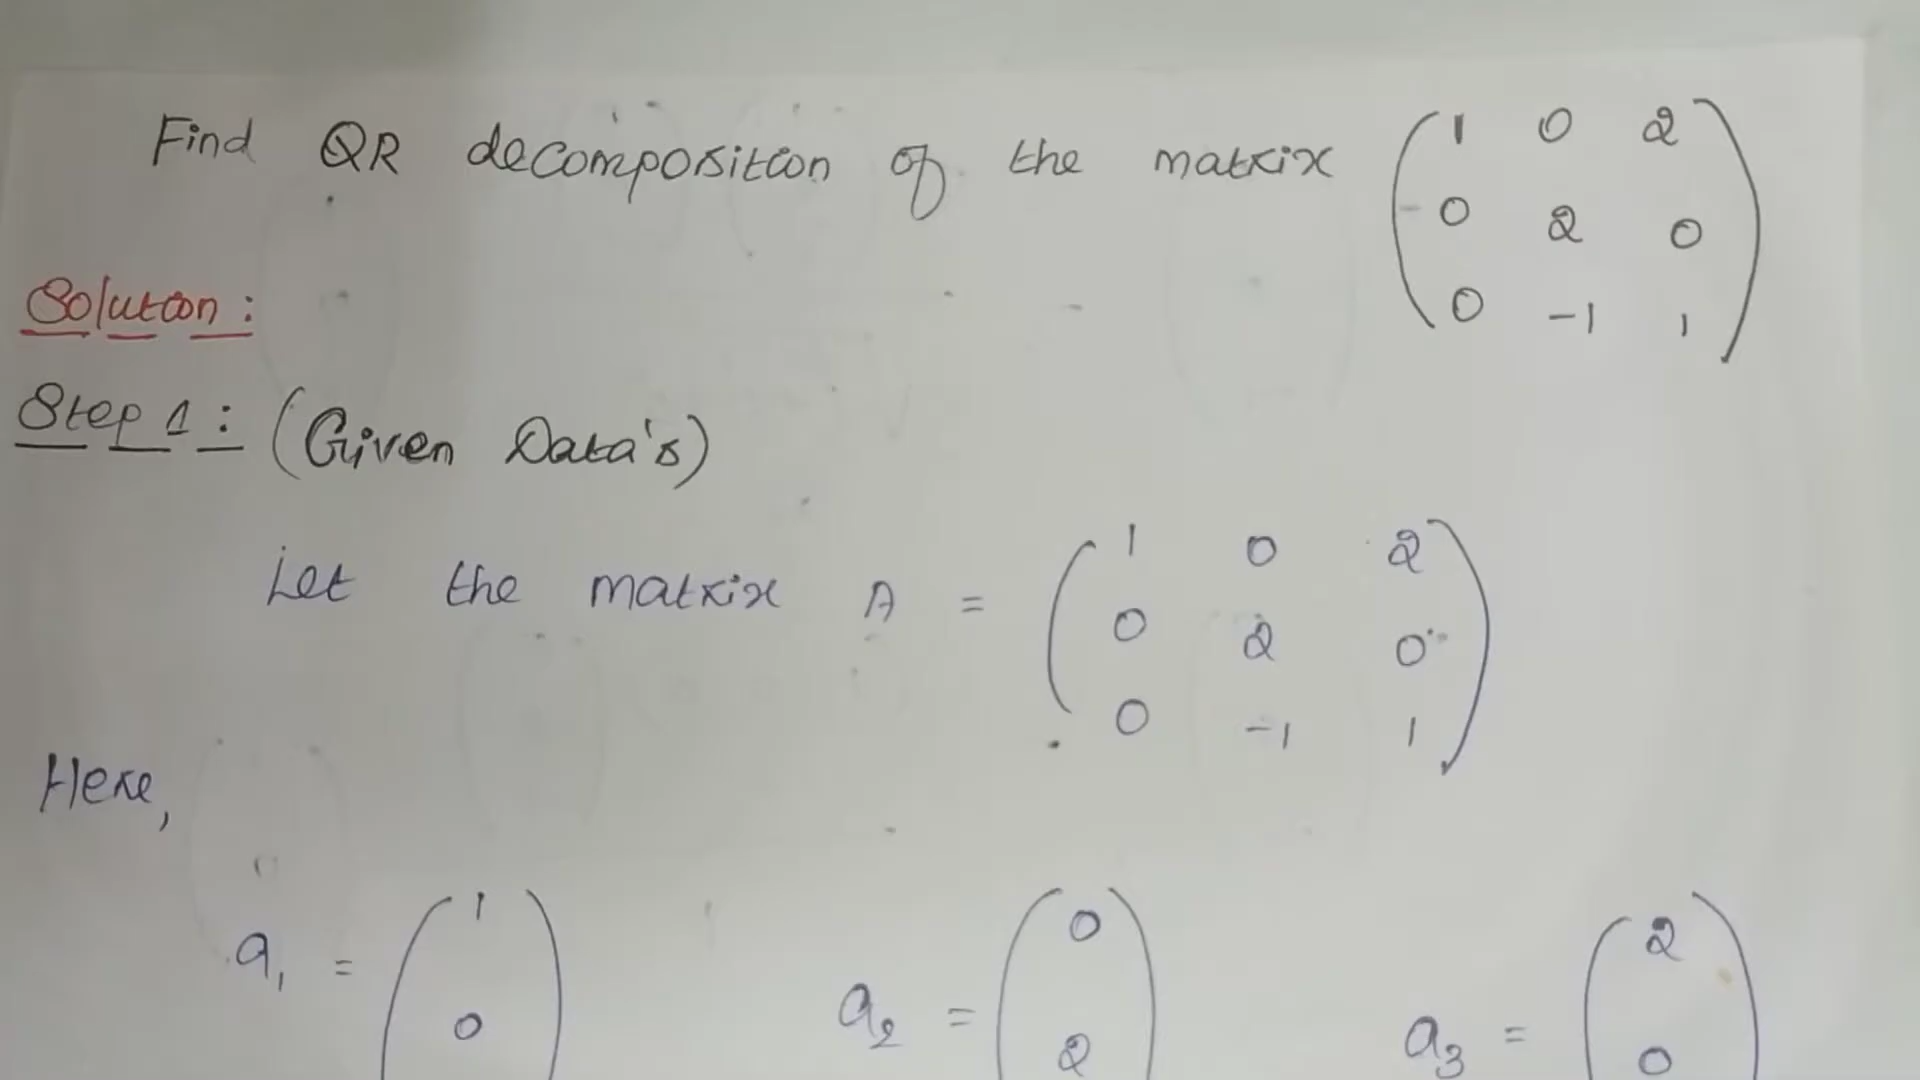 Find QR decomposition of the matrix
1 0 2
0 2 0
0 -1 1
Soluton :
Step 1 : (Given Data's)
Let the matrix A =
1 0 2
0 2 0
0 -1 1
Here,
a₁ = 1 0
a₂ = 0 2
a₃ = 2 0